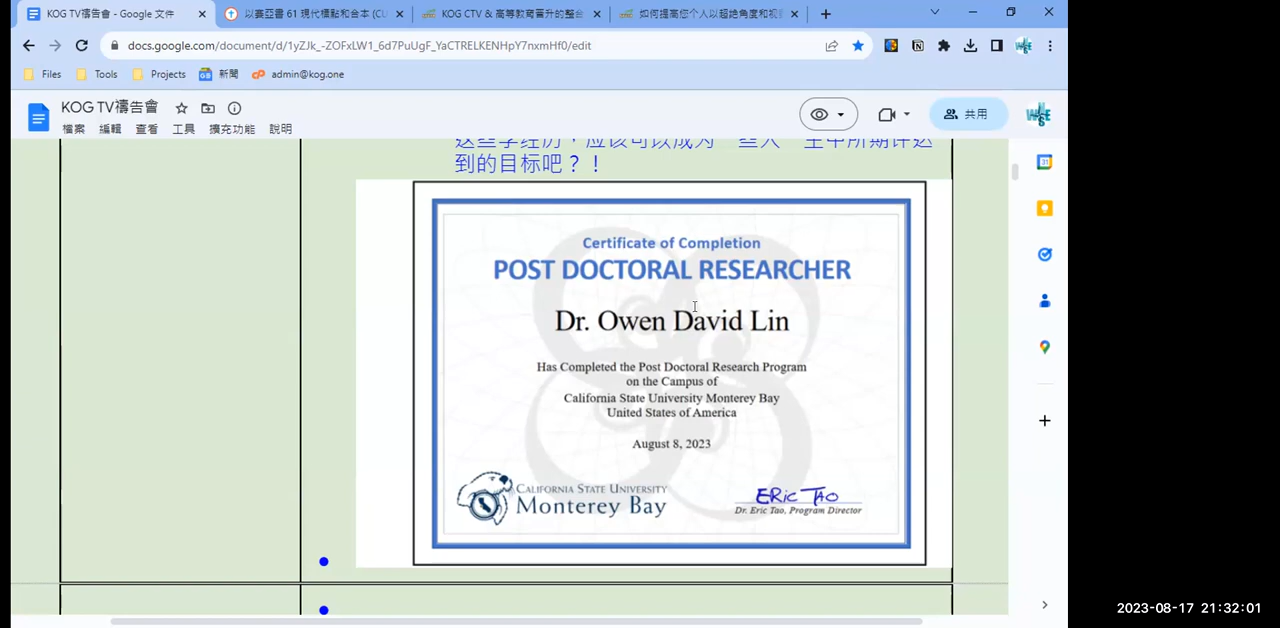 KOG TV禱告會 - Google 文件
以賽亞書 61 現代標點和合本 (CU
KOG CTV & 高等教育晉升的整合
如何提高您个人以超绝角度和视
docs.google.com/document/d/1yZJk_-ZOFxLW1_6d7PuUgF_YaCTRELKENHpY7nxmHf0/edit
Files Tools Projects 新聞 admin@kog.one
KOG TV禱告會
檔案 編輯 查看 工具 擴充功能 說明
共用
到的目标吧？！
Certificate of Completion
POST DOCTORAL RESEARCHER
Dr. Owen David Lin
Has Completed the Post Doctoral Research Program
on the Campus of
California State University Monterey Bay
United States of America
August 8, 2023
CALIFORNIA STATE UNIVERSITY
Monterey Bay
ERic TAO
Dr. Eric Tao, Program Director
2023-08-17 21:32:01